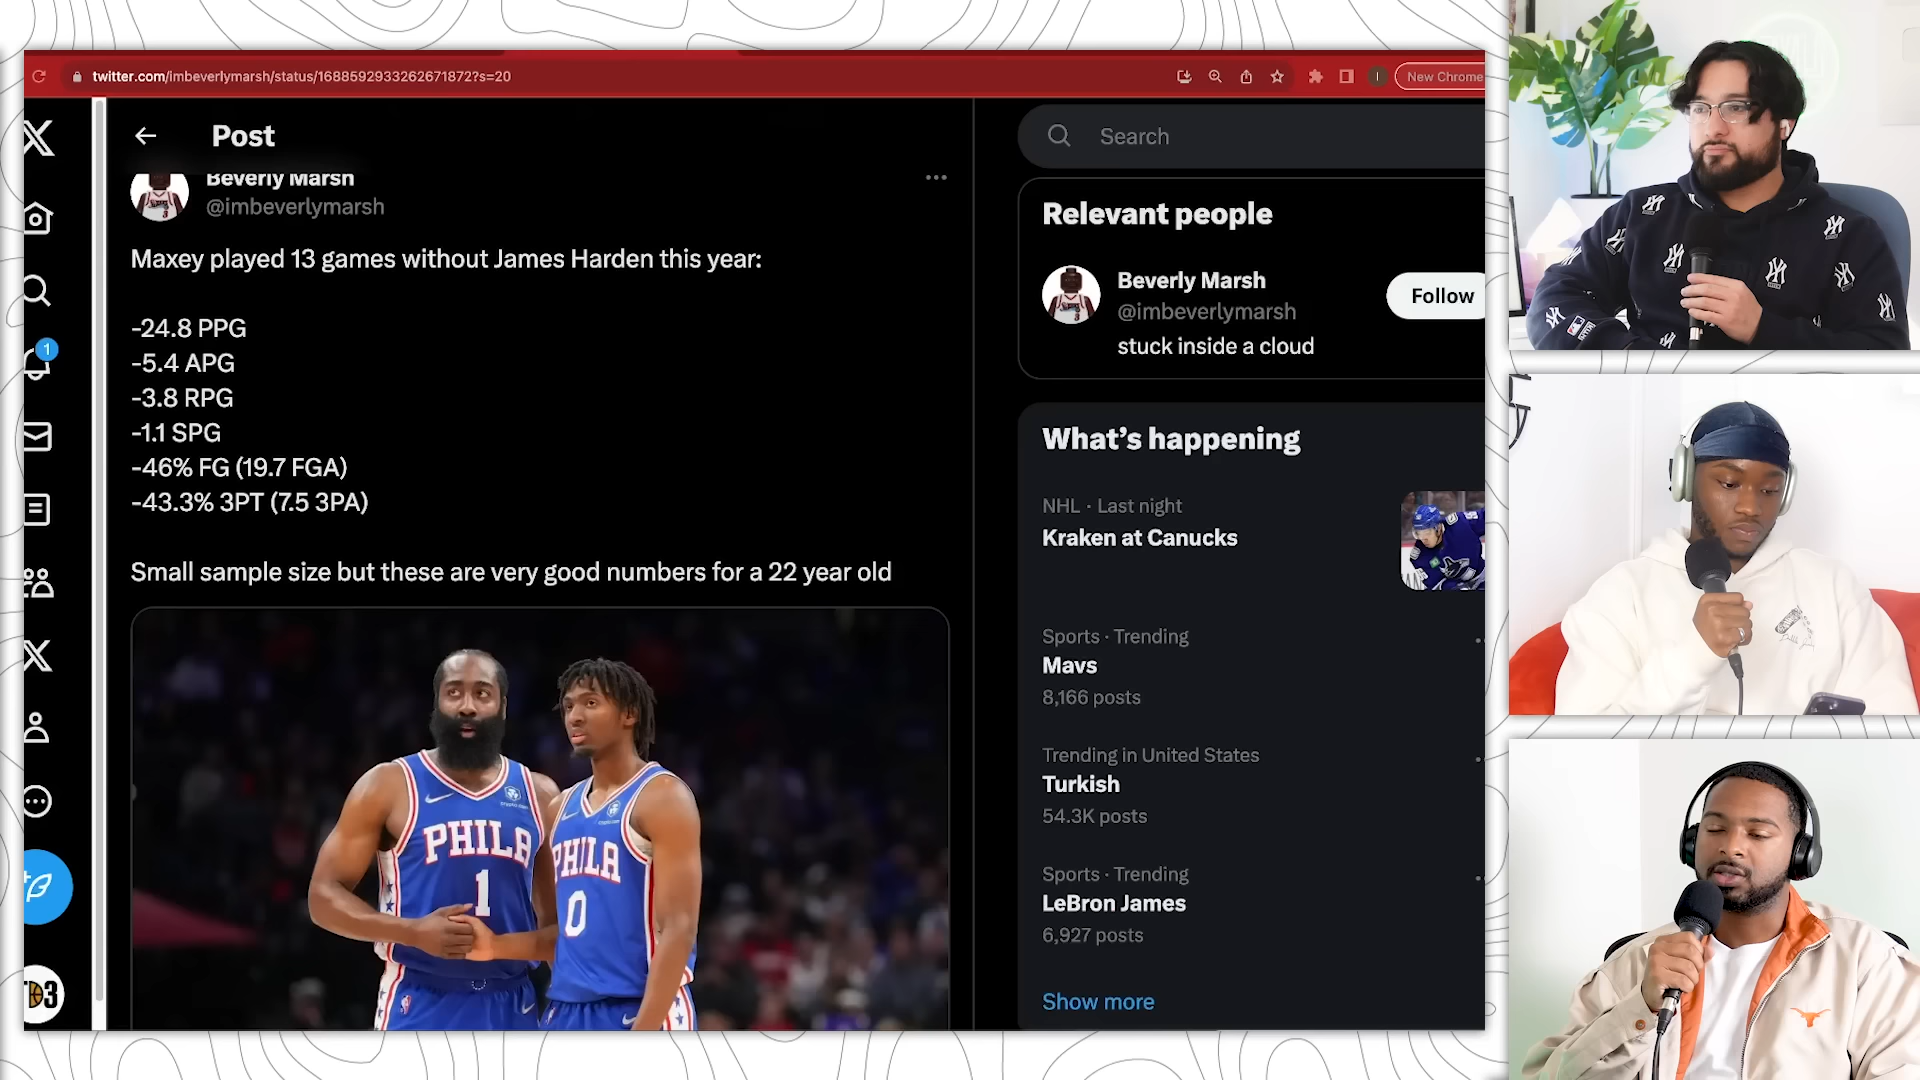 twitter.com/imbeverlymarsh/status/1688592933262671872?s=20
New Chrome
Post
Beverly Marsh
@imbeverlymarsh
Maxey played 13 games without James Harden this year:
-24.8 PPG
-5.4 APG
-3.8 RPG
-1.1 SPG
-46% FG (19.7 FGA)
-43.3% 3PT (7.5 3PA)
Small sample size but these are very good numbers for a 22 year old
PHILA
1
PHILA
0
1
Search
Relevant people
Beverly Marsh
@imbeverlymarsh
Follow
stuck inside a cloud
What's happening
NHL · Last night
Kraken at Canucks
Sports · Trending
Mavs
8,166 posts
Trending in United States
Turkish
54.3K posts
Sports · Trending
LeBron James
6,927 posts
Show more